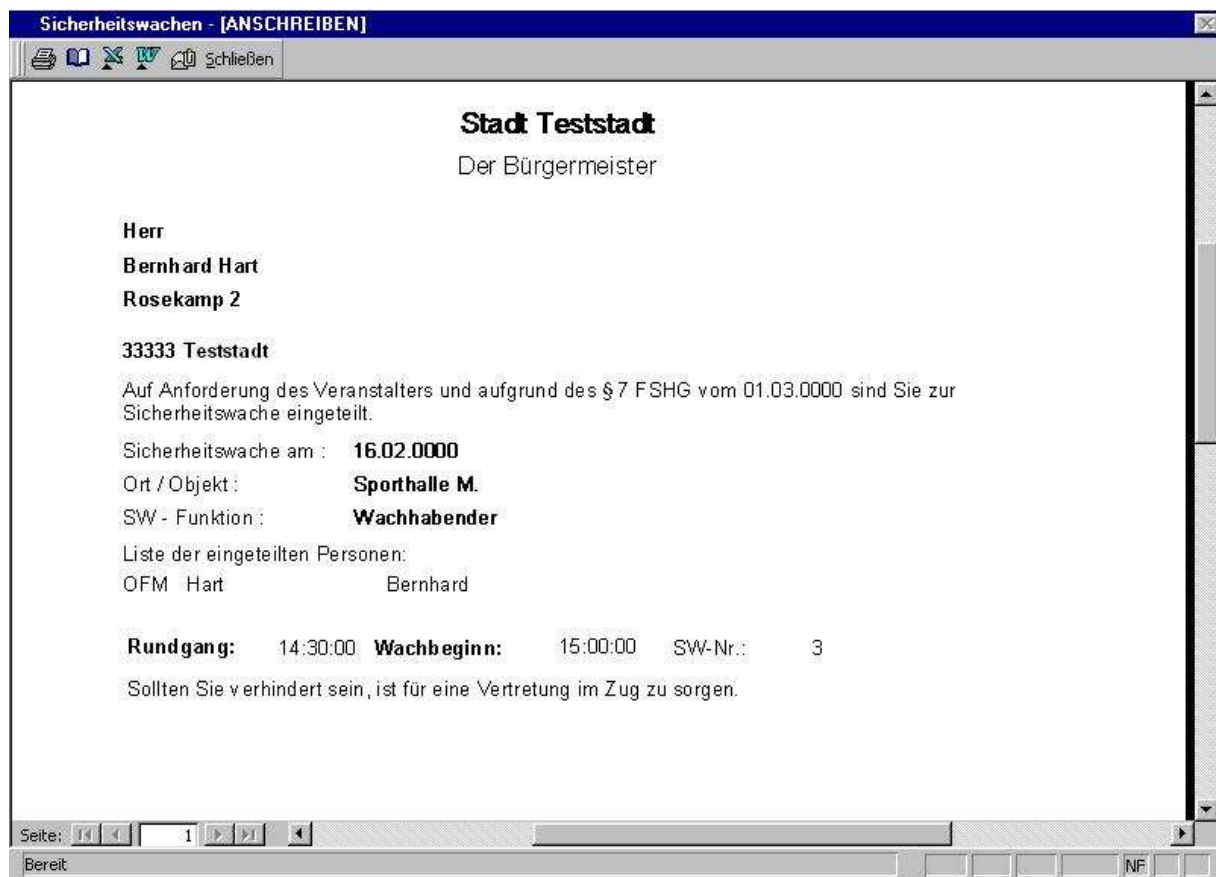 Sicherheitswachen - [ANSCHREIBEN]
Schließen
Stadt Teststadt
Der Bürgermeister
Herr
Bernhard Hart
Rosekamp 2
33333 Teststadt
Auf Anforderung des Veranstalters und aufgrund des § 7 FSHG vom 01.03.0000 sind Sie zur
Sicherheitswache eingeteilt.
Sicherheitswache am : 16.02.0000
Ort / Objekt : Sporthalle M.
SW - Funktion : Wachhabender
Liste der eingeteilten Personen:
OFM Hart Bernhard
Rundgang: 14:30:00 Wachbeginn: 15:00:00 SW-Nr.: 3
Sollten Sie verhindert sein, ist für eine Vertretung im Zug zu sorgen.
Seite: 1
Bereit NF